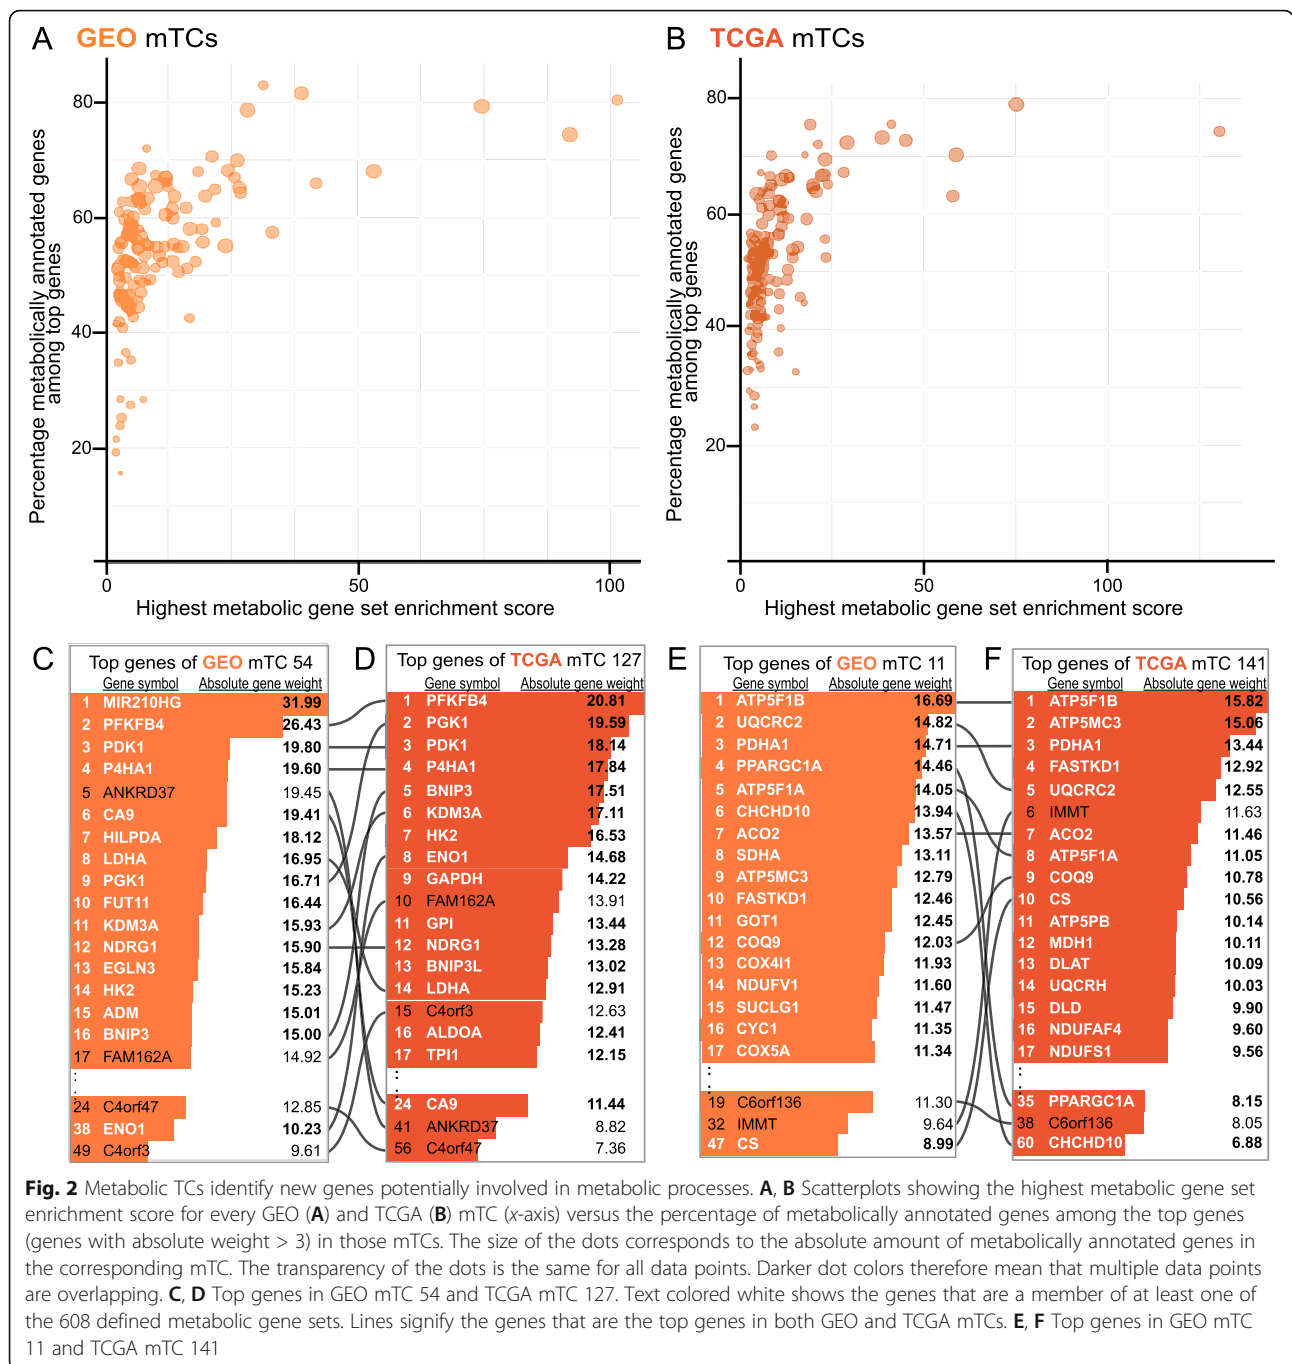 A GEO mTCs
80
60
40
20
0
50
100
Percentage metabolically annotated genes
among top genes
Highest metabolic gene set enrichment score
B TCGA mTCs
80
60
40
20
0
50
100
Percentage metabolically annotated genes
among top genes
Highest metabolic gene set enrichment score
C
Top genes of GEO mTC 54
Gene symbol Absolute gene weight
1 MIR210HG 31.99
2 PFKFB4 26.43
3 PDK1 19.80
4 P4HA1 19.60
5 ANKRD37 19.45
6 CA9 19.41
7 HILPDA 18.12
8 LDHA 16.95
9 PGK1 16.71
10 FUT11 16.44
11 KDM3A 15.93
12 NDRG1 15.90
13 EGLN3 15.84
14 HK2 15.23
15 ADM 15.01
16 BNIP3 15.00
17 FAM162A 14.92
24 C4orf47 12.85
38 ENO1 10.23
49 C4orf3 9.61
D
Top genes of TCGA mTC 127
Gene symbol Absolute gene weight
1 PFKFB4 20.81
2 PGK1 19.59
3 PDK1 18.14
4 P4HA1 17.84
5 BNIP3 17.51
6 KDM3A 17.11
7 HK2 16.53
8 ENO1 14.68
9 GAPDH 14.22
10 FAM162A 13.91
11 GPI 13.44
12 NDRG1 13.28
13 BNIP3L 13.02
14 LDHA 12.91
15 C4orf3 12.63
16 ALDOA 12.41
17 TPI1 12.15
24 CA9 11.44
41 ANKRD37 8.82
56 C4orf47 7.36
E
Top genes of GEO mTC 11
Gene symbol Absolute gene weight
1 ATP5F1B 16.69
2 UQCRC2 14.82
3 PDHA1 14.71
4 PPARGC1A 14.46
5 ATP5F1A 14.05
6 CHCHD10 13.94
7 ACO2 13.57
8 SDHA 13.11
9 ATP5MC3 12.79
10 FASTKD1 12.46
11 GOT1 12.45
12 COQ9 12.03
13 COX4I1 11.93
14 NDUFV1 11.60
15 SUCLG1 11.47
16 CYC1 11.35
17 COX5A 11.34
19 C6orf136 11.30
32 IMMT 9.64
47 CS 8.99
F
Top genes of TCGA mTC 141
Gene symbol Absolute gene weight
1 ATP5F1B 15.82
2 ATP5MC3 15.06
3 PDHA1 13.44
4 FASTKD1 12.92
5 UQCRC2 12.55
6 IMMT 11.63
7 ACO2 11.46
8 ATP5F1A 11.05
9 COQ9 10.78
10 CS 10.56
11 ATP5PB 10.14
12 MDH1 10.11
13 DLAT 10.09
14 UQCRH 10.03
15 DLD 9.90
16 NDUFAF4 9.60
17 NDUFS1 9.56
35 PPARGC1A 8.15
38 C6orf136 8.05
60 CHCHD10 6.88
Fig. 2 Metabolic TCs identify new genes potentially involved in metabolic processes. A, B Scatterplots showing the highest metabolic gene set
enrichment score for every GEO (A) and TCGA (B) mTC (x-axis) versus the percentage of metabolically annotated genes among the top genes
(genes with absolute weight > 3) in those mTCs. The size of the dots corresponds to the absolute amount of metabolically annotated genes in
the corresponding mTC. The transparency of the dots is the same for all data points. Darker dot colors therefore mean that multiple data points
are overlapping. C, D Top genes in GEO mTC 54 and TCGA mTC 127. Text colored white shows the genes that are a member of at least one of
the 608 defined metabolic gene sets. Lines signify the genes that are the top genes in both GEO and TCGA mTCs. E, F Top genes in GEO mTC
11 and TCGA mTC 141